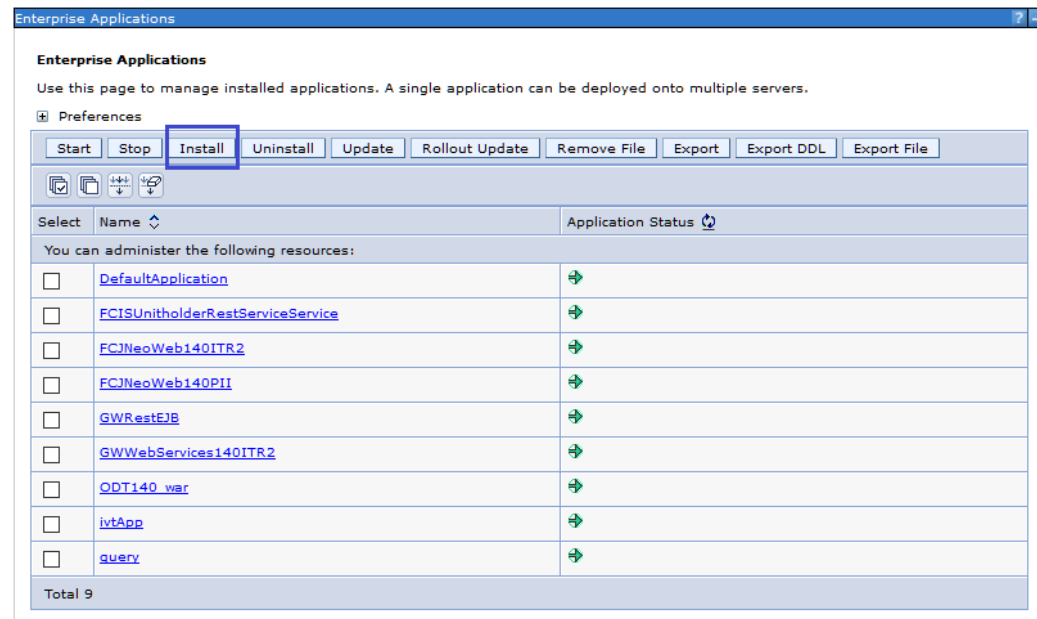 Enterprise Applications ? -
Enterprise Applications
Use this page to manage installed applications. A single application can be deployed onto multiple servers.
+ Preferences
Start Stop Install Uninstall Update Rollout Update Remove File Export Export DDL Export File
Select Name Application Status
You can administer the following resources:
DefaultApplication
FCISUnitholderRestServiceService
FCJNeoWeb140ITR2
FCJNeoWeb140PII
GWRestEJB
GWWebServices140ITR2
ODT140_war
ivtApp
query
Total 9